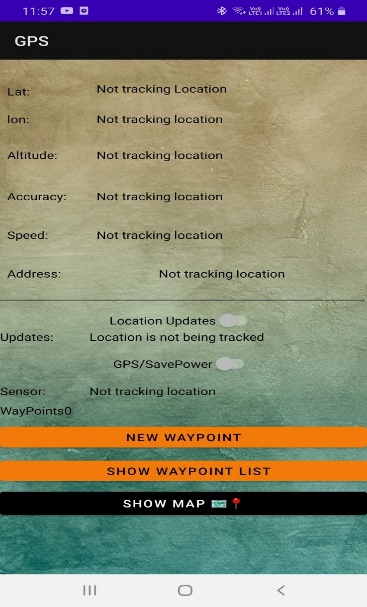 11:57 61%
GPS
Lat: Not tracking Location
lon: Not tracking location
Altitude: Not tracking location
Accuracy: Not tracking location
Speed: Not tracking location
Address: Not tracking location
Location Updates
Updates: Location is not being tracked
GPS/SavePower
Sensor: Not tracking location
WayPoints0
NEW WAYPOINT
SHOW WAYPOINT LIST
SHOW MAP 🗺️📍